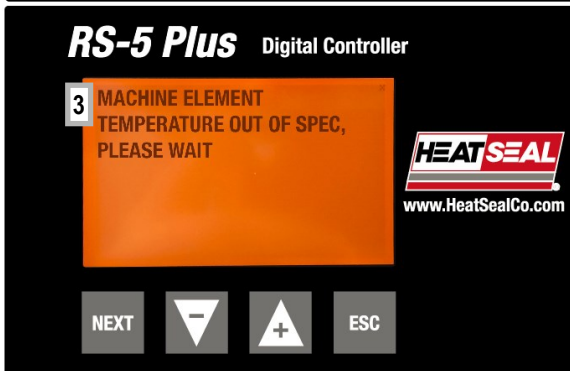 RS-5 Plus Digital Controller
3
MACHINE ELEMENT
TEMPERATURE OUT OF SPEC,
PLEASE WAIT
HEAT SEAL
www.HeatSealCo.com
NEXT
-
+
ESC